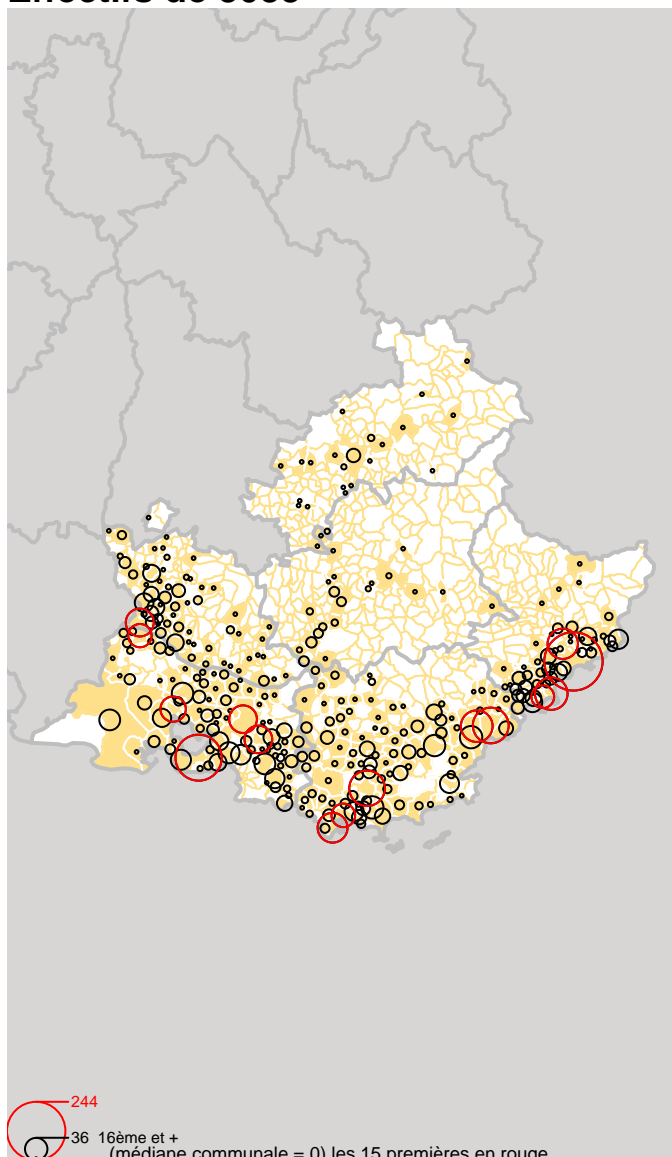 244
36 16ème et +
(médiane communale = 0) les 15 premières en rouge